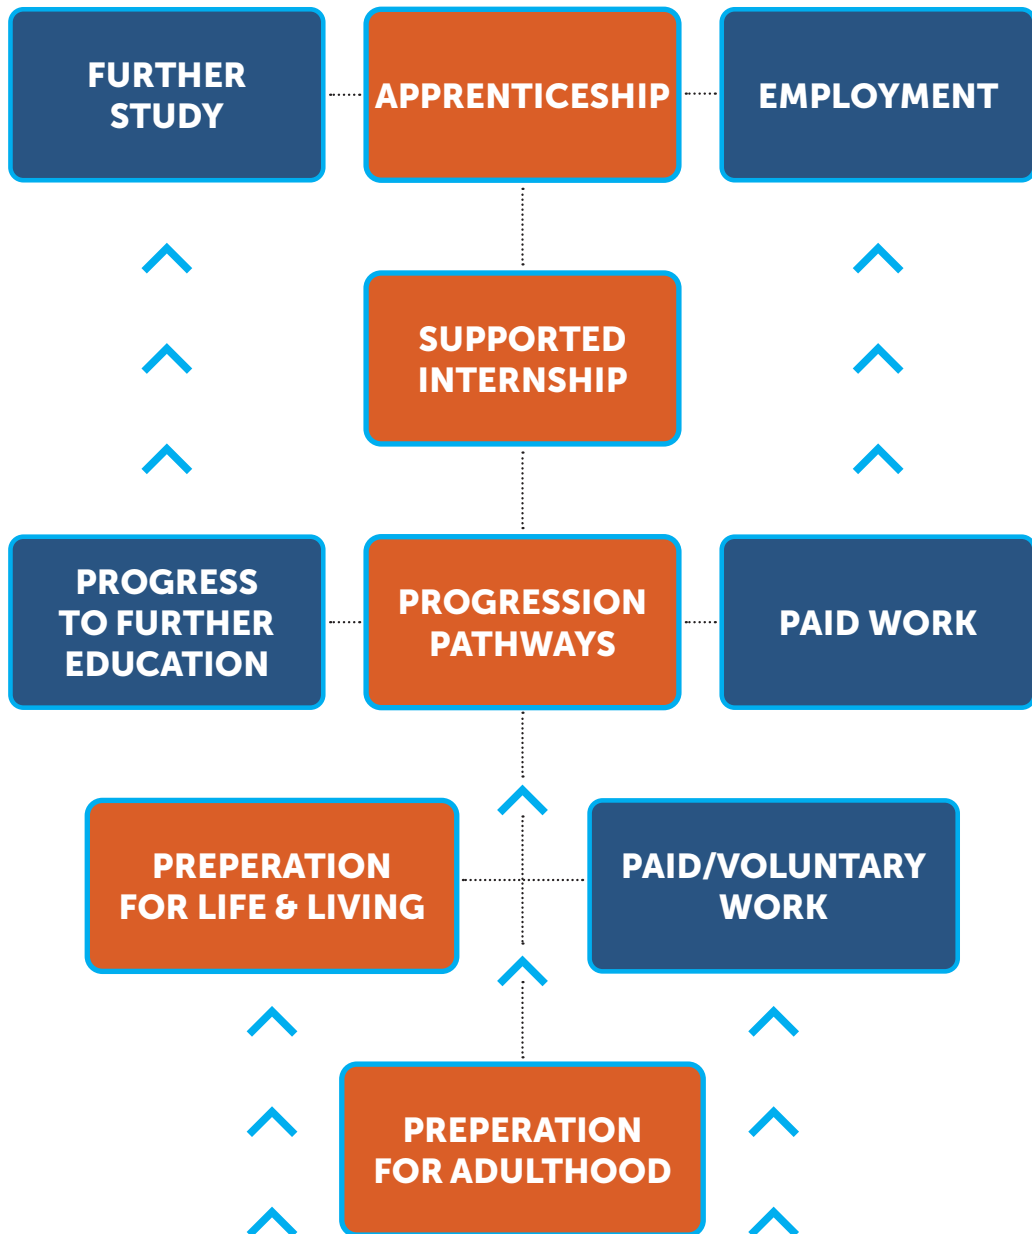 FURTHER
STUDY
APPRENTICESHIP
EMPLOYMENT
SUPPORTED
INTERNSHIP
PROGRESS
TO FURTHER
EDUCATION
PROGRESSION
PATHWAYS
PAID WORK
PREPERATION
FOR LIFE & LIVING
PAID/VOLUNTARY
WORK
PREPERATION
FOR ADULTHOOD